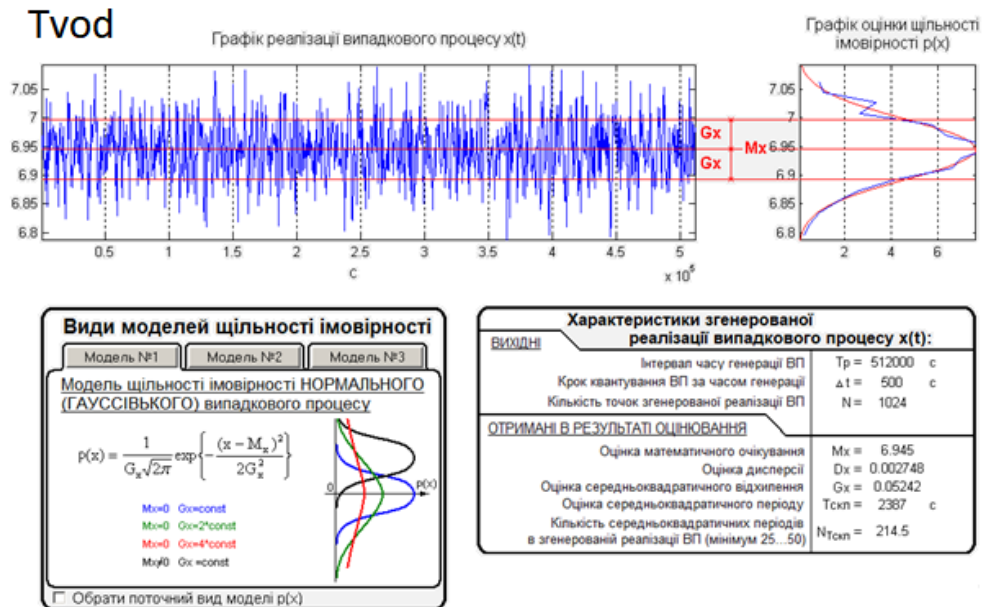 Tvod
Графік реалізації випадкового процесу x(t)
7.05
7
6.95
6.9
6.85
6.8
0.5 1 1.5 2 2.5 3 3.5 4 4.5 5
c
x 10^5
Gx
Gx
Mx
Графік оцінки щільності
імовірності p(x)
7.05
7
6.95
6.9
6.85
6.8
2 4 6
Види моделей щільності імовірності
Модель №1 Модель №2 Модель №3
Модель щільності імовірності НОРМАЛЬНОГО
(ГАУССІВЬКОГО) випадкового процесу
p(x) = 1/(Gx√2π) exp{-(x − Mx)²/2Gx²}
Mx=0 Gx=const
Mx=0 Gx=2*const
Mx=0 Gx=4*const
Mx≠0 Gx =const
0
p(x)
Обрати поточний вид моделі p(x)
Характеристики згенерованої
реалізації випадкового процесу x(t):
ВИХІДНІ
Інтервал часу генерації ВП Tp = 512000 c
Крок квантування ВП за часом генерації Δt = 500 c
Кількість точок згенерованої реалізації ВП N = 1024
ОТРИМАНІ В РЕЗУЛЬТАТІ ОЦІНЮВАННЯ
Оцінка математичного очікування Mx = 6.945
Оцінка дисперсії Dx = 0.002748
Оцінка середньоквадратичного відхилення Gx = 0.05242
Оцінка середньоквадратичного періоду Tскп = 2387 c
Кількість середньоквадратичних періодів
в згенерованій реалізації ВП (мінімум 25...50) NTскп = 214.5